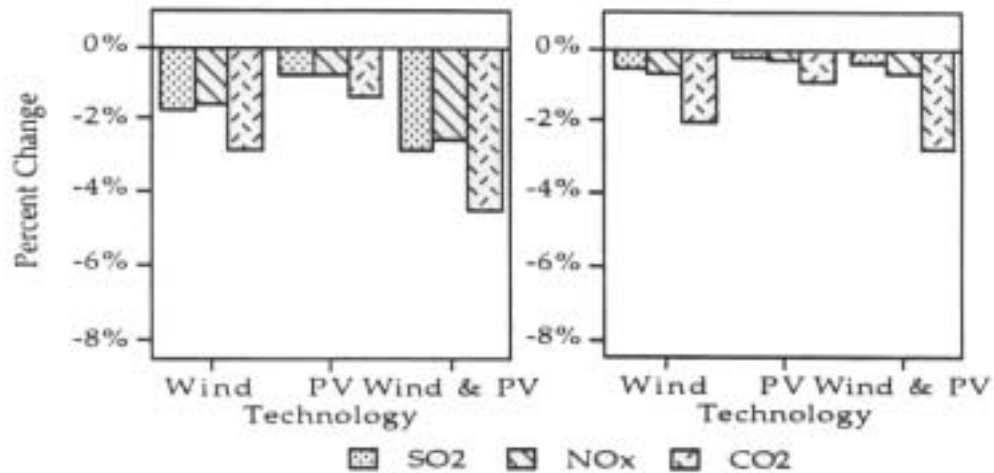 Percent Change
0%
-2%
-4%
-6%
-8%
Wind PV Wind & PV
Technology
0%
-2%
-4%
-6%
-8%
Wind PV Wind & PV
Technology
SO2 NOx CO2